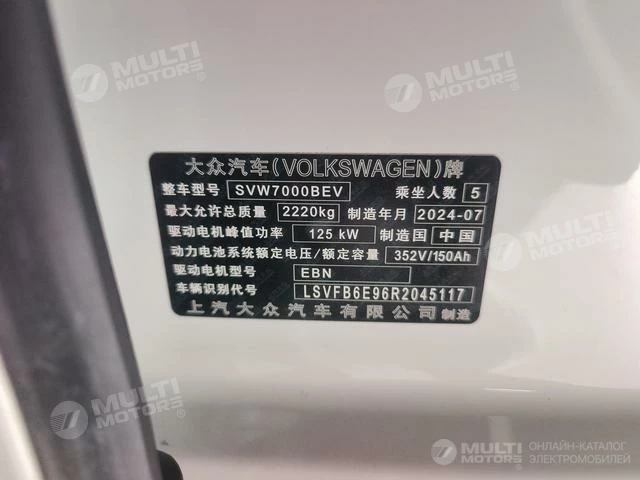 MULTI MOTORS®
MULTI MOTORS®
大众汽车(VOLKSWAGEN)牌
整车型号 SVW7000BEV 乘坐人数 5
最大允许总质量 2220kg 制造年月 2024-07
驱动电机峰值功率 125 kW 制造国 中国
动力电池系统额定电压/额定容量 352V/150Ah
驱动电机型号 EBN
车辆识别代号 LSVFB6E96R2045117
上汽大众汽车有限公司 制造
MULTI MOTORS®
MULTI MOTORS® ОНЛАЙН-КАТАЛОГ ЭЛЕКТРОМОБИЛЕЙ